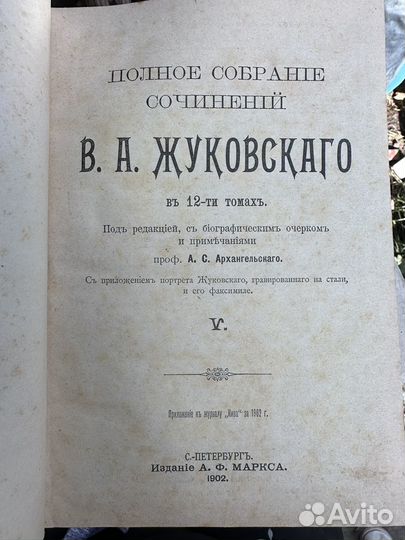 ПОЛНОЕ СОБРАНІЕ
СОЧИНЕНІЙ
В. А. ЖУКОВСКАГО
въ 12-ти томахъ.
Подъ редакціей, съ біографическимъ очеркомъ
и примѣчаніями
проф. А. С. Архангельскаго.
Съ приложеніемъ портрета Жуковскаго, гравированнаго на стали,
и его факсимиле.
V.
Приложеніе къ журналу „Нива“ за 1902 г.
С.-ПЕТЕРБУРГЪ.
Изданіе А. Ф. МАРКСА.
1902.
Avito